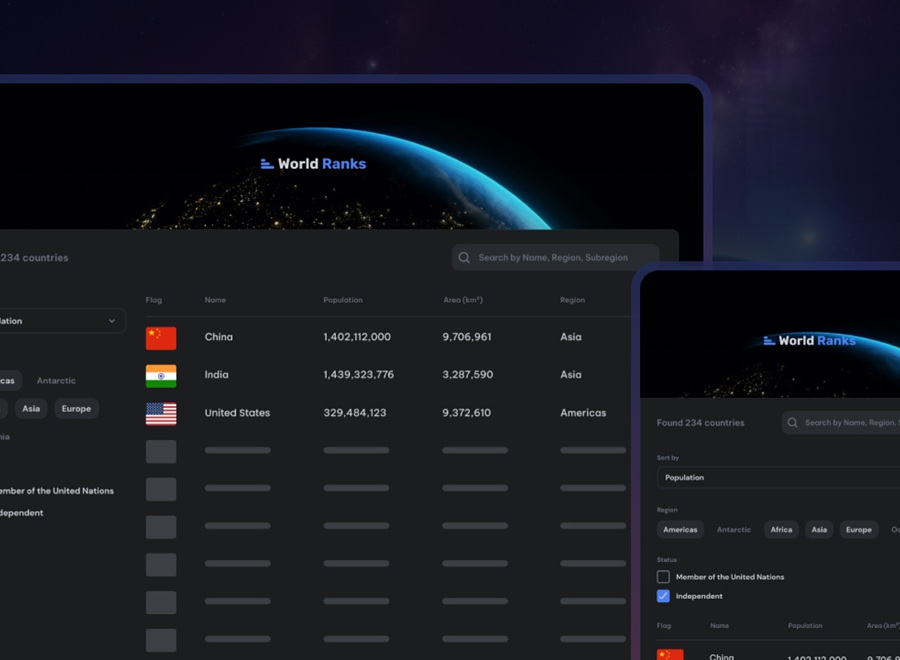 World Ranks
234 countries
Search by Name, Region, Subregion
Flag Name Population Area (km²) Region
China 1,402,112,000 9,706,961 Asia
India 1,439,323,776 3,287,590 Asia
United States 329,484,123 9,372,610 Americas
lation
cas Antarctic
Asia Europe
nia
ember of the United Nations
dependent
World Ranks
Found 234 countries
Search by Name, Region,
Sort by
Population
Region
Americas Antarctic Africa Asia Europe Oc
Status
Member of the United Nations
Independent
Flag Name Population Area (km²
China 1,402,112,000 9,706,9